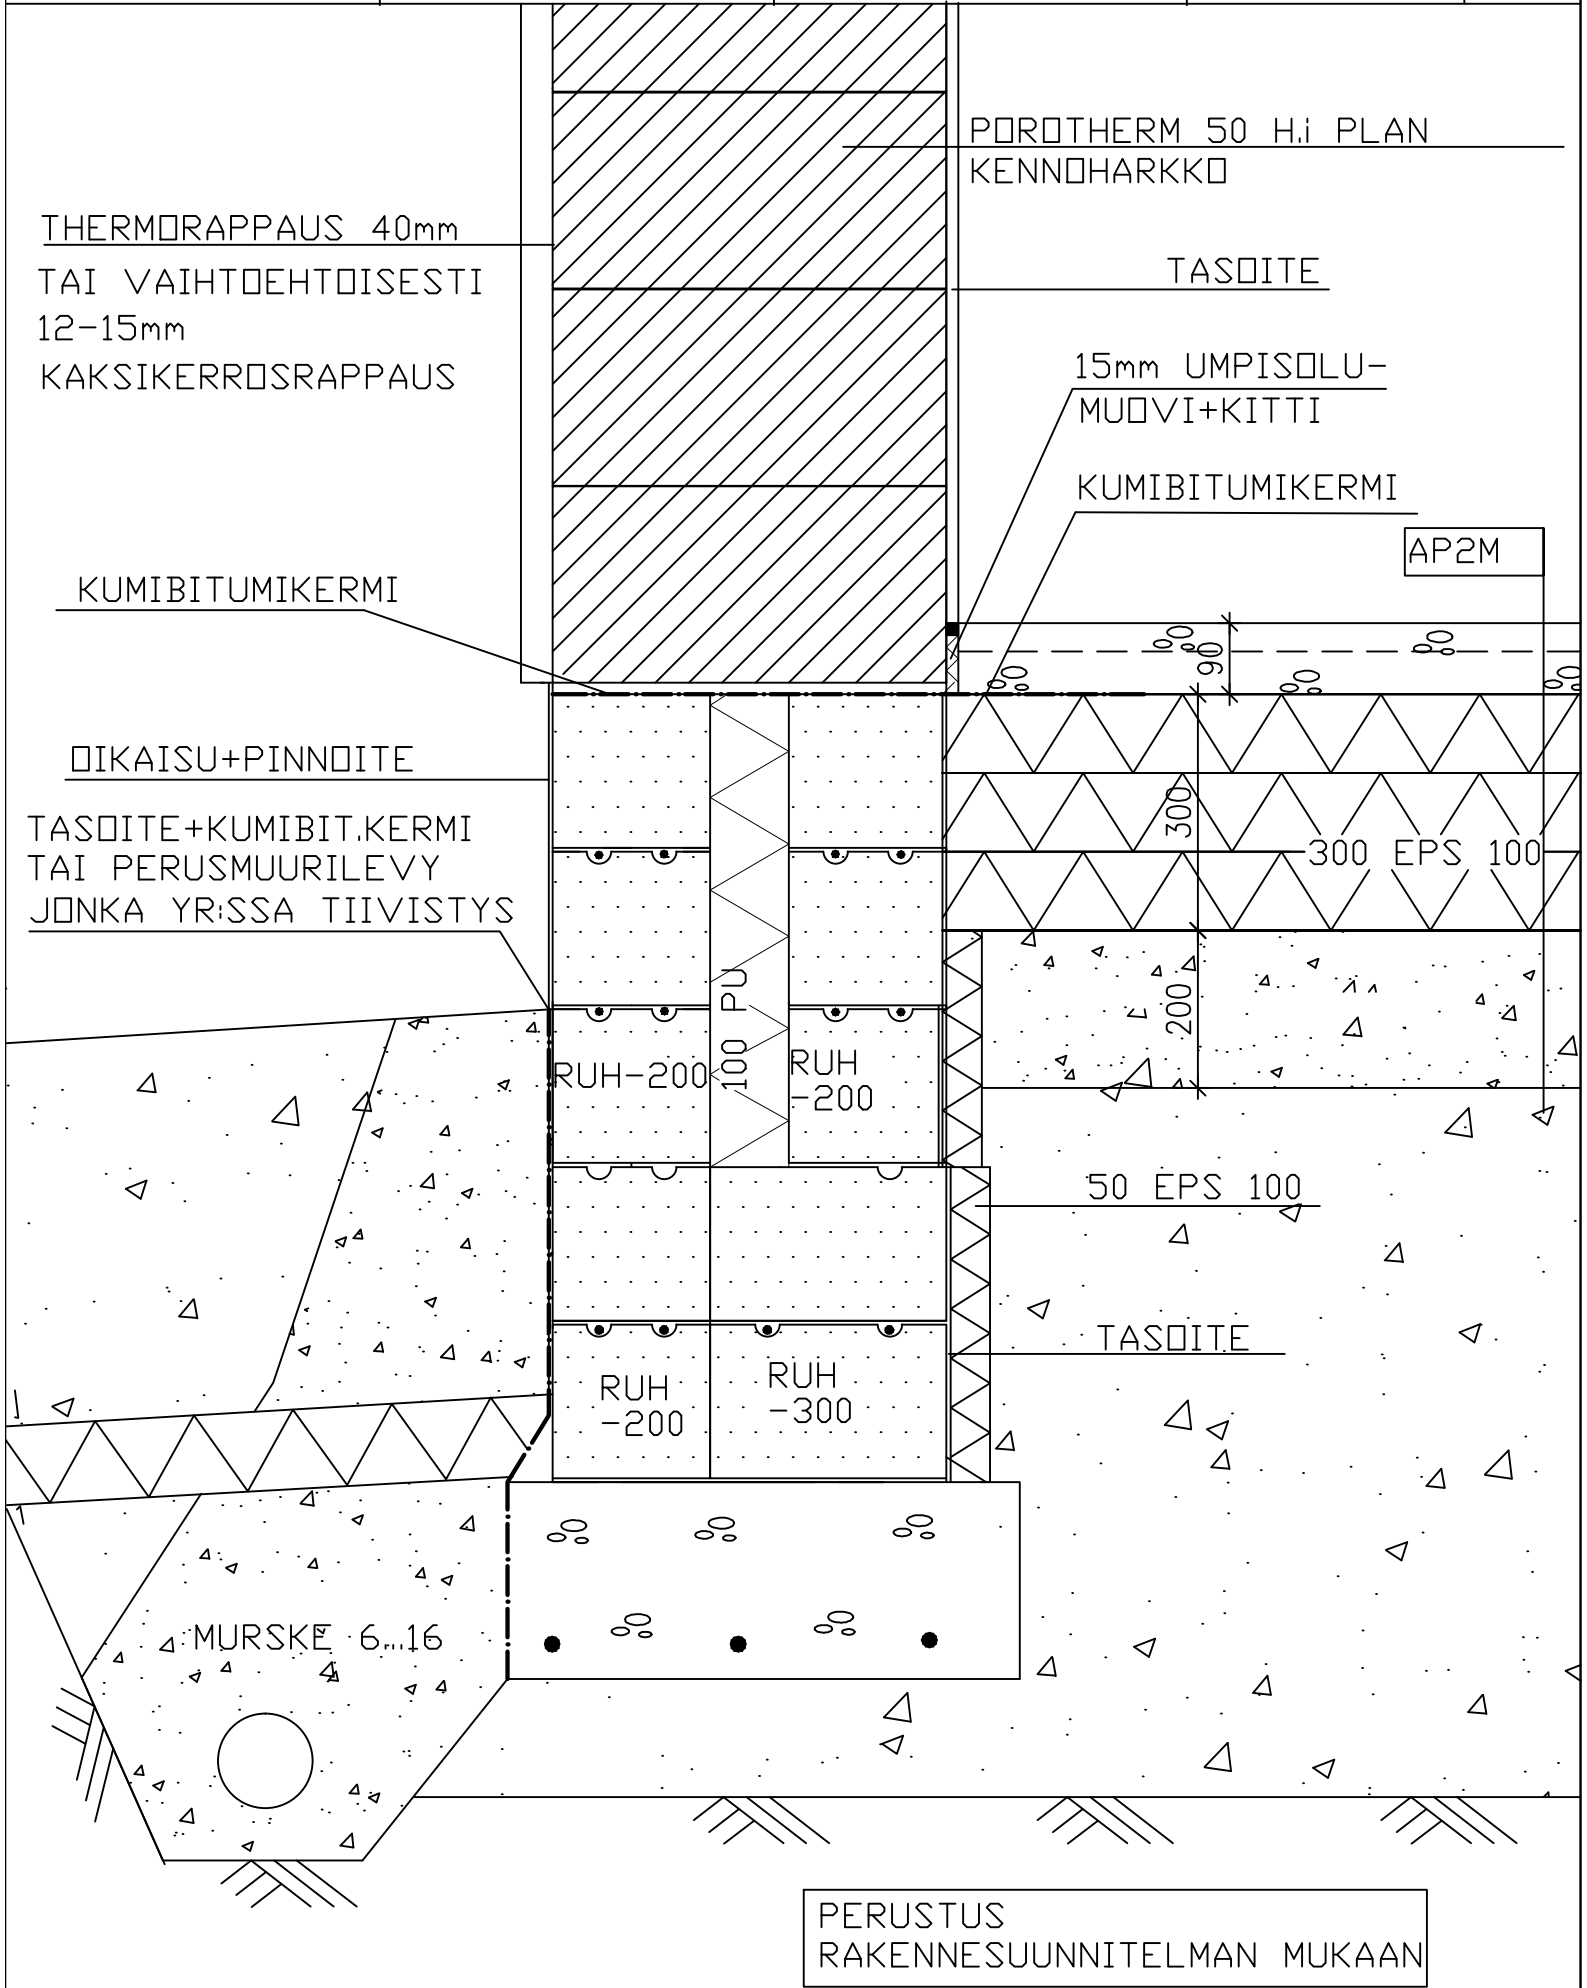 POROTHERM 50 H.i PLAN
KENNOHARKKO
THERMORAPPAUS 40mm
TAI VAIHTOEHTOISESTI
12-15mm
KAKSIKERROSRAPPAUS
TASOITE
15mm UMPISOLU-
MUOVI+KITTI
KUMIBITUMIKERMI
AP2M
KUMIBITUMIKERMI
90
OIKAISU+PINNOITE
TASOITE+KUMIBIT.KERMI
TAI PERUSMUURILEVY
JONKA YR:SSA TIIVISTYS
300
300 EPS 100
200
100 PU
RUH-200
RUH
-200
50 EPS 100
TASOITE
RUH
-200
RUH
-300
MURSKE 6...16
PERUSTUS
RAKENNESUUNNITELMAN MUKAAN